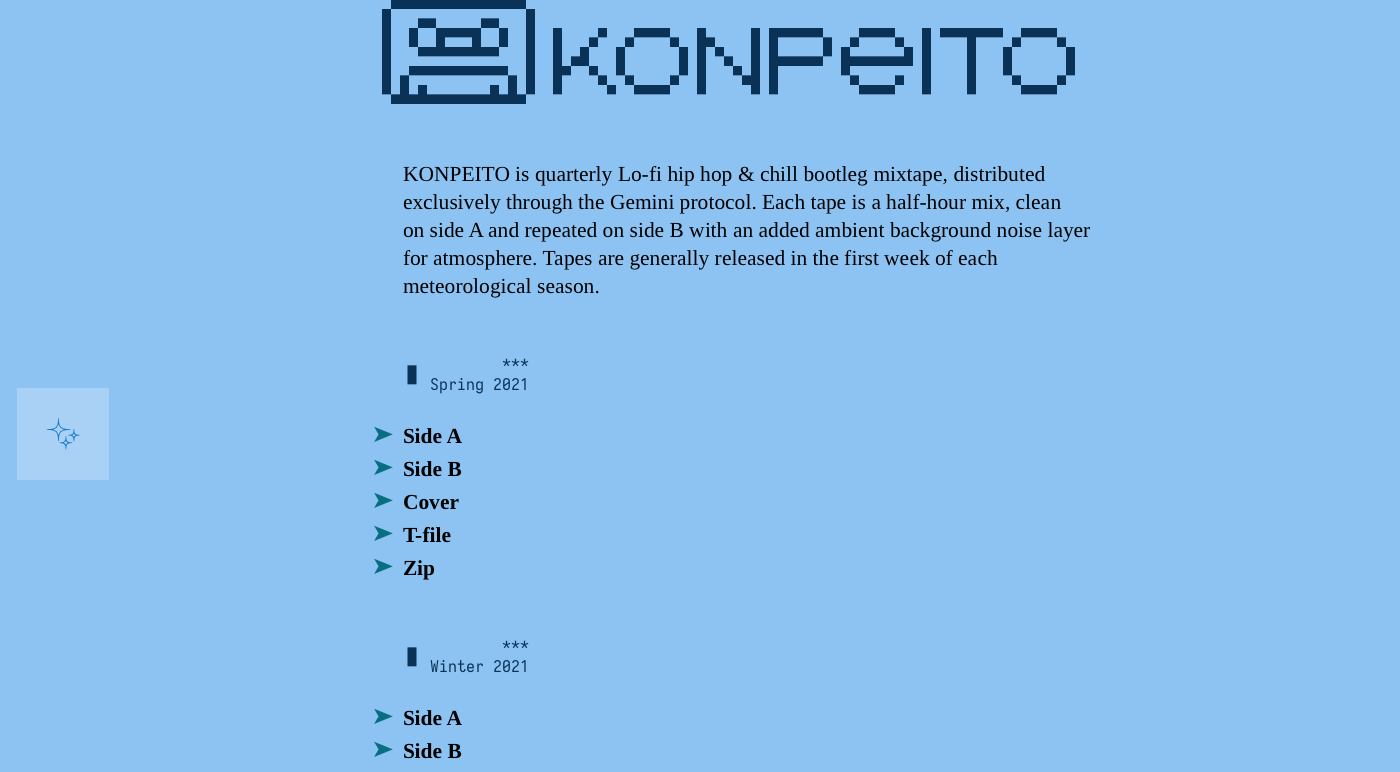 KONPEITO
KONPEITO is quarterly Lo-fi hip hop & chill bootleg mixtape, distributed
exclusively through the Gemini protocol. Each tape is a half-hour mix, clean
on side A and repeated on side B with an added ambient background noise layer
for atmosphere. Tapes are generally released in the first week of each
meteorological season.
***
Spring 2021
Side A
Side B
Cover
T-file
Zip
***
Winter 2021
Side A
Side B